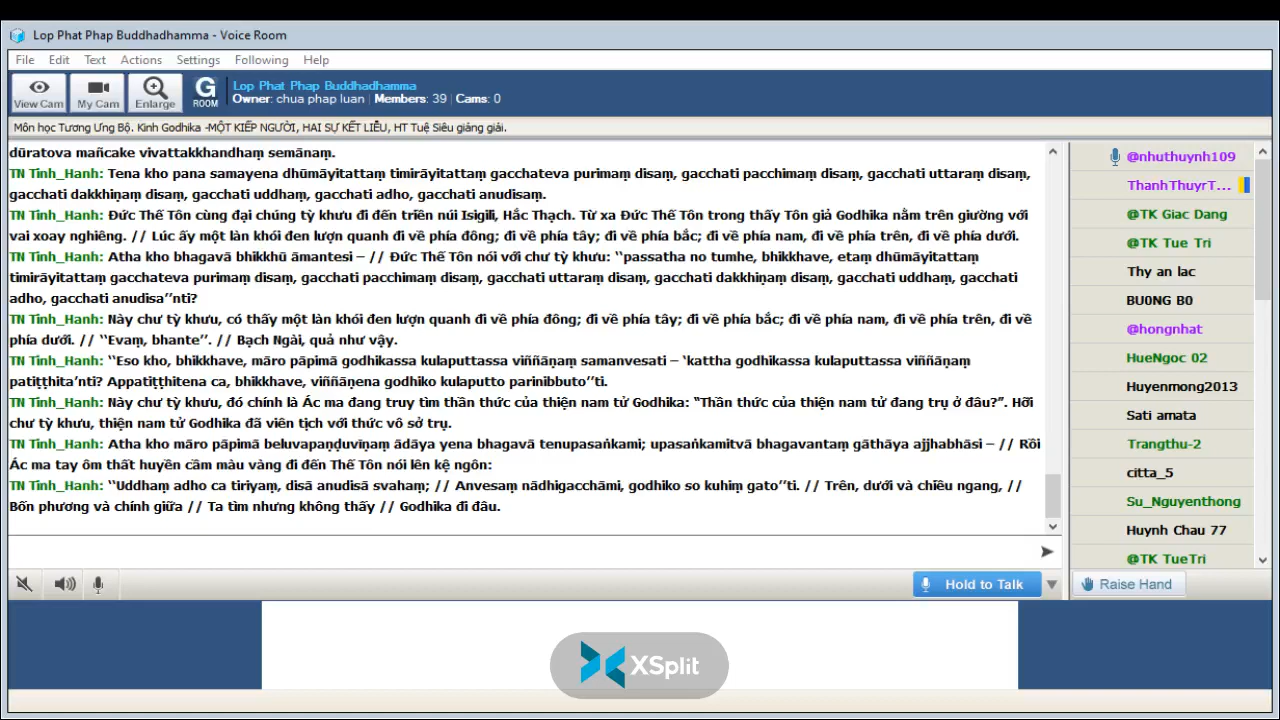 Lop Phat Phap Buddhadhamma - Voice Room
File Edit Text Actions Settings Following Help
View Cam My Cam Enlarge G ROOM
Lop Phat Phap Buddhadhamma
Owner: chua phap luan | Members: 39 | Cams: 0
Môn học Tương Ưng Bộ. Kinh Godhika -MỘT KIẾP NGƯỜI, HAI SỰ KẾT LIỄU, HT Tuệ Siêu giảng giải.
dūratova mañcake vivattakkhandhaṃ semānaṃ.
TN Tinh_Hanh: Tena kho pana samayena dhūmāyitattaṃ timirāyitattaṃ gacchateva purimaṃ disaṃ, gacchati pacchimaṃ disaṃ, gacchati uttaraṃ disaṃ,
gacchati dakkhiṇaṃ disaṃ, gacchati uddhaṃ, gacchati adho, gacchati anudisaṃ.
TN Tinh_Hanh: Đức Thế Tôn cùng đại chúng tỳ khưu đi đến triền núi Isigili, Hắc Thạch. Từ xa Đức Thế Tôn trong thấy Tôn giả Godhika nằm trên giường với
vai xoay nghiêng. // Lúc ấy một làn khói đen lượn quanh đi về phía đông; đi về phía tây; đi về phía bắc; đi về phía nam, đi về phía trên, đi về phía dưới.
TN Tinh_Hanh: Atha kho bhagavā bhikkhū āmantesi – // Đức Thế Tôn nói với chư tỳ khưu: ‘‘passatha no tumhe, bhikkhave, etaṃ dhūmāyitattaṃ
timirāyitattaṃ gacchateva purimaṃ disaṃ, gacchati pacchimaṃ disaṃ, gacchati uttaraṃ disaṃ, gacchati dakkhiṇaṃ disaṃ, gacchati uddhaṃ, gacchati
adho, gacchati anudisa’’nti?
TN Tinh_Hanh: Này chư tỳ khưu, có thấy một làn khói đen lượn quanh đi về phía đông; đi về phía tây; đi về phía bắc; đi về phía nam, đi về phía trên, đi về
phía dưới. // ‘‘Evaṃ, bhante’’. // Bạch Ngài, quả như vậy.
TN Tinh_Hanh: ‘‘Eso kho, bhikkhave, māro pāpimā godhikassa kulaputtassa viññāṇaṃ samanvesati – ‘kattha godhikassa kulaputtassa viññāṇaṃ
patiṭṭhita’nti? Appatiṭṭhitena ca, bhikkhave, viññāṇena godhiko kulaputto parinibbuto’’ti.
TN Tinh_Hanh: Này chư tỳ khưu, đó chính là Ác ma đang truy tìm thần thức của thiện nam tử Godhika: “Thần thức của thiện nam tử đang trụ ở đâu?”. Hỡi
chư tỳ khưu, thiện nam tử Godhika đã viên tịch với thức vô sở trụ.
TN Tinh_Hanh: Atha kho māro pāpimā beluvapaṇḍuvīṇaṃ ādāya yena bhagavā tenupasaṅkami; upasaṅkamitvā bhagavantaṃ gāthāya ajjhabhāsi – // Rồi
Ác ma tay ôm thất huyền cầm màu vàng đi đến Thế Tôn nói lên kệ ngôn:
TN Tinh_Hanh: ‘‘Uddhaṃ adho ca tiriyaṃ, disā anudisā svahaṃ; // Anvesaṃ nādhigacchāmi, godhiko so kuhiṃ gato’’ti. // Trên, dưới và chiều ngang, //
Bốn phương và chính giữa // Ta tìm nhưng không thấy // Godhika đi đâu.
@nhuthuynh109
ThanhThuyrT...
@TK Giac Dang
@TK Tue Tri
Thy an lac
BU0NG B0
@hongnhat
HueNgoc 02
Huyenmong2013
Sati amata
Trangthu-2
citta_5
Su_Nguyenthong
Huynh Chau 77
@TK TueTri
Hold to Talk
Raise Hand
XSplit